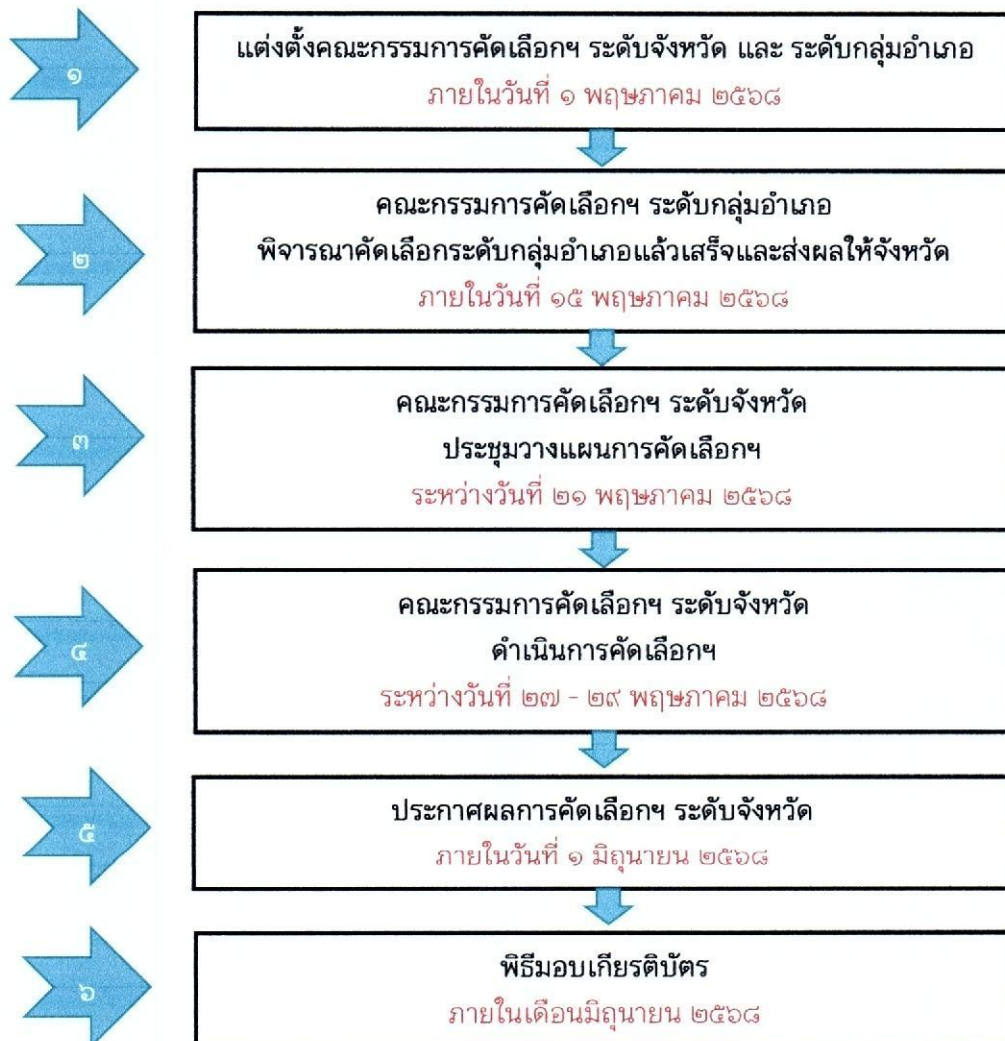 ๑
แต่งตั้งคณะกรรมการคัดเลือกฯ ระดับจังหวัด และ ระดับกลุ่มอำเภอ
ภายในวันที่ ๑ พฤษภาคม ๒๕๖๘
๒
คณะกรรมการคัดเลือกฯ ระดับกลุ่มอำเภอ
พิจารณาคัดเลือกระดับกลุ่มอำเภอแล้วเสร็จและส่งผลให้จังหวัด
ภายในวันที่ ๑๕ พฤษภาคม ๒๕๖๘
๓
คณะกรรมการคัดเลือกฯ ระดับจังหวัด
ประชุมวางแผนการคัดเลือกฯ
ระหว่างวันที่ ๒๑ พฤษภาคม ๒๕๖๘
๔
คณะกรรมการคัดเลือกฯ ระดับจังหวัด
ดำเนินการคัดเลือกฯ
ระหว่างวันที่ ๒๗ - ๒๙ พฤษภาคม ๒๕๖๘
๕
ประกาศผลการคัดเลือกฯ ระดับจังหวัด
ภายในวันที่ ๑ มิถุนายน ๒๕๖๘
๖
พิธีมอบเกียรติบัตร
ภายในเดือนมิถุนายน ๒๕๖๘